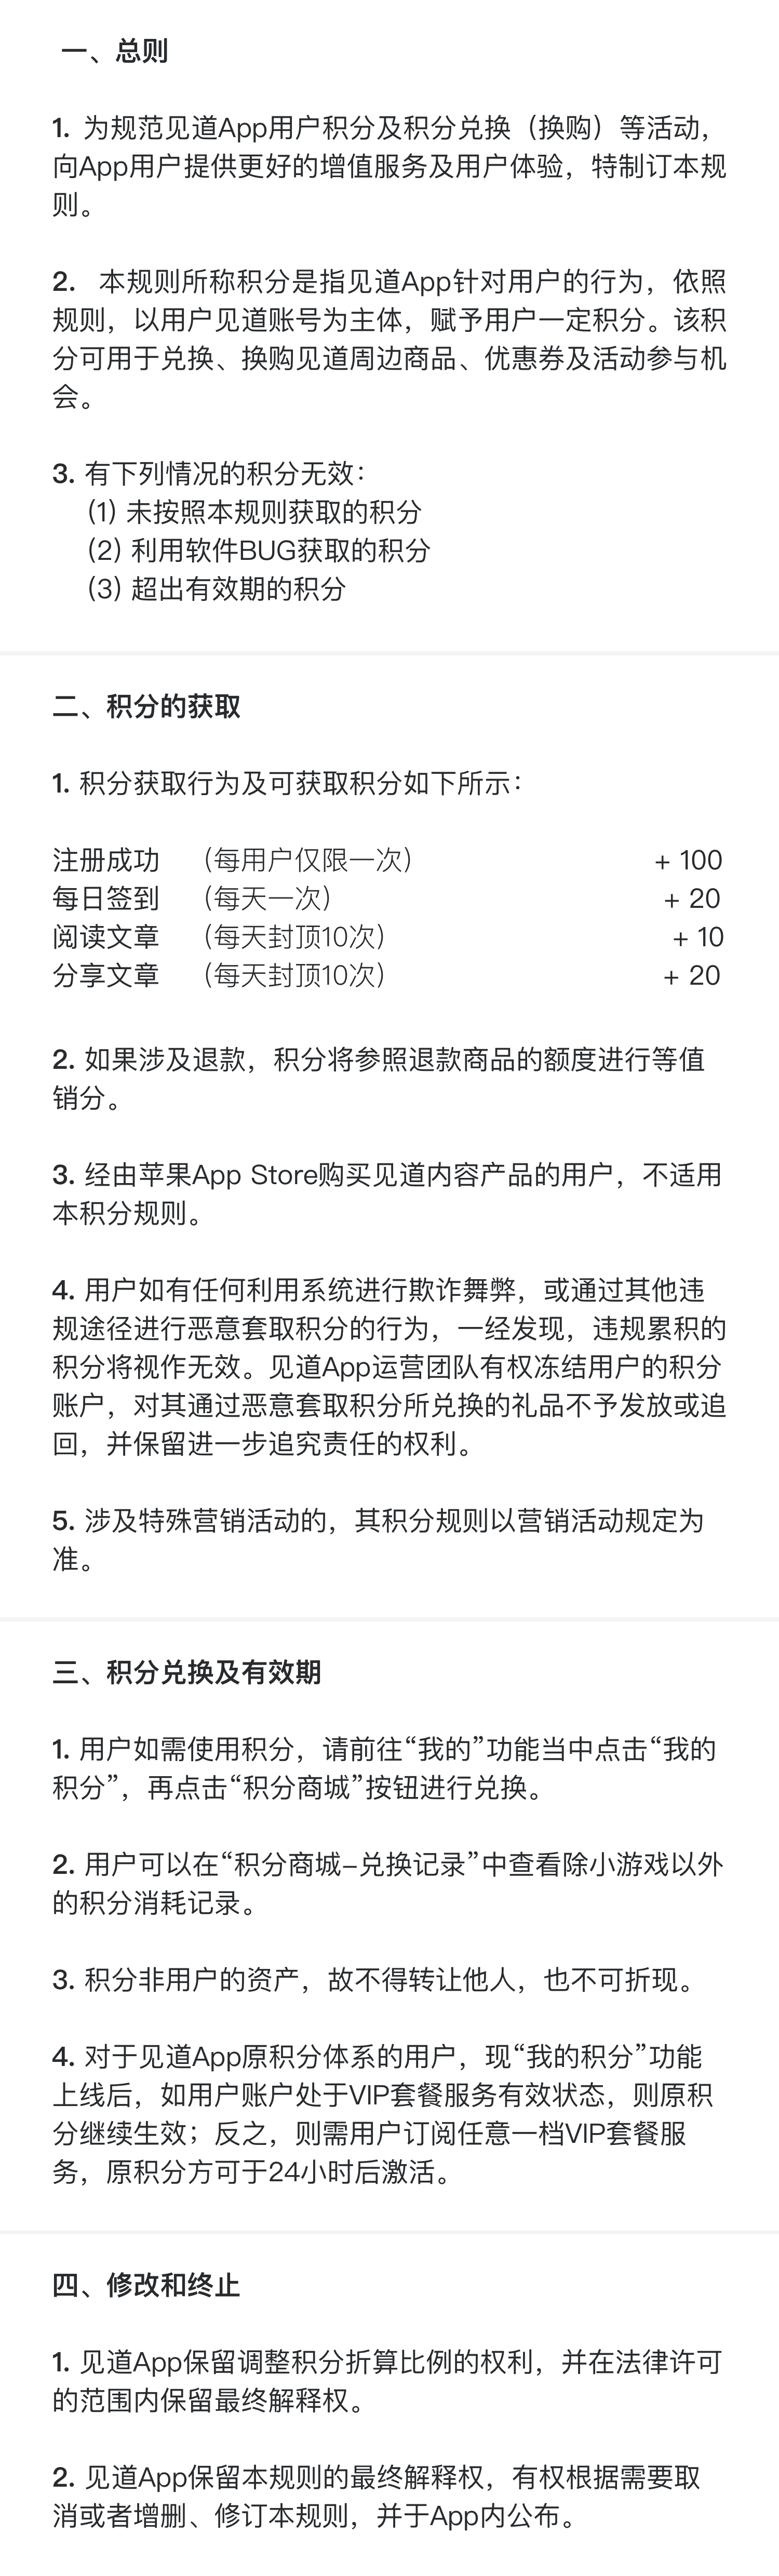 一、总则
1. 为规范见道App用户积分及积分兑换（换购）等活动，
向App用户提供更好的增值服务及用户体验，特制订本规
则。
2. 本规则所称积分是指见道App针对用户的行为，依照
规则，以用户见道账号为主体，赋予用户一定积分。该积
分可用于兑换、换购见道周边商品、优惠券及活动参与机
会。
3. 有下列情况的积分无效：
(1) 未按照本规则获取的积分
(2) 利用软件BUG获取的积分
(3) 超出有效期的积分
二、积分的获取
1. 积分获取行为及可获取积分如下所示：
注册成功 （每用户仅限一次） + 100
每日签到 （每天一次） + 20
阅读文章 （每天封顶10次） + 10
分享文章 （每天封顶10次） + 20
2. 如果涉及退款，积分将参照退款商品的额度进行等值
销分。
3. 经由苹果App Store购买见道内容产品的用户，不适用
本积分规则。
4. 用户如有任何利用系统进行欺诈舞弊，或通过其他违
规途径进行恶意套取积分的行为，一经发现，违规累积的
积分将视作无效。见道App运营团队有权冻结用户的积分
账户，对其通过恶意套取积分所兑换的礼品不予发放或追
回，并保留进一步追究责任的权利。
5. 涉及特殊营销活动的，其积分规则以营销活动规定为
准。
三、积分兑换及有效期
1. 用户如需使用积分，请前往“我的”功能当中点击“我的
积分”，再点击“积分商城”按钮进行兑换。
2. 用户可以在“积分商城–兑换记录”中查看除小游戏以外
的积分消耗记录。
3. 积分非用户的资产，故不得转让他人，也不可折现。
4. 对于见道App原积分体系的用户，现“我的积分”功能
上线后，如用户账户处于VIP套餐服务有效状态，则原积
分继续生效；反之，则需用户订阅任意一档VIP套餐服
务，原积分方可于24小时后激活。
四、修改和终止
1. 见道App保留调整积分折算比例的权利，并在法律许可
的范围内保留最终解释权。
2. 见道App保留本规则的最终解释权，有权根据需要取
消或者增删、修订本规则，并于App内公布。